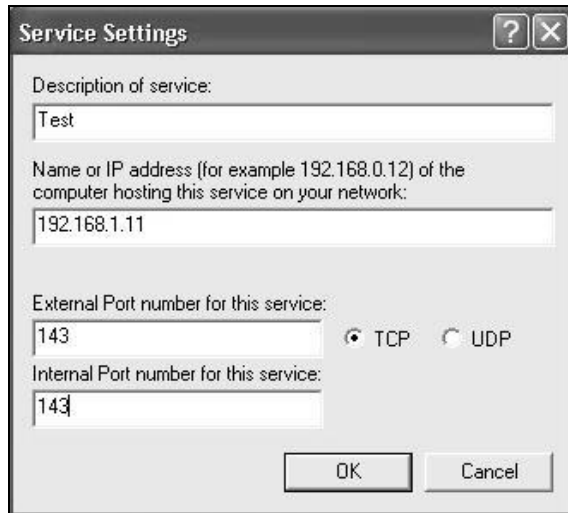 Service Settings
?
Description of service:
Test
Name or IP address (for example 192.168.0.12) of the
computer hosting this service on your network:
192.168.1.11
External Port number for this service:
143 TCP UDP
Internal Port number for this service:
143
OK Cancel